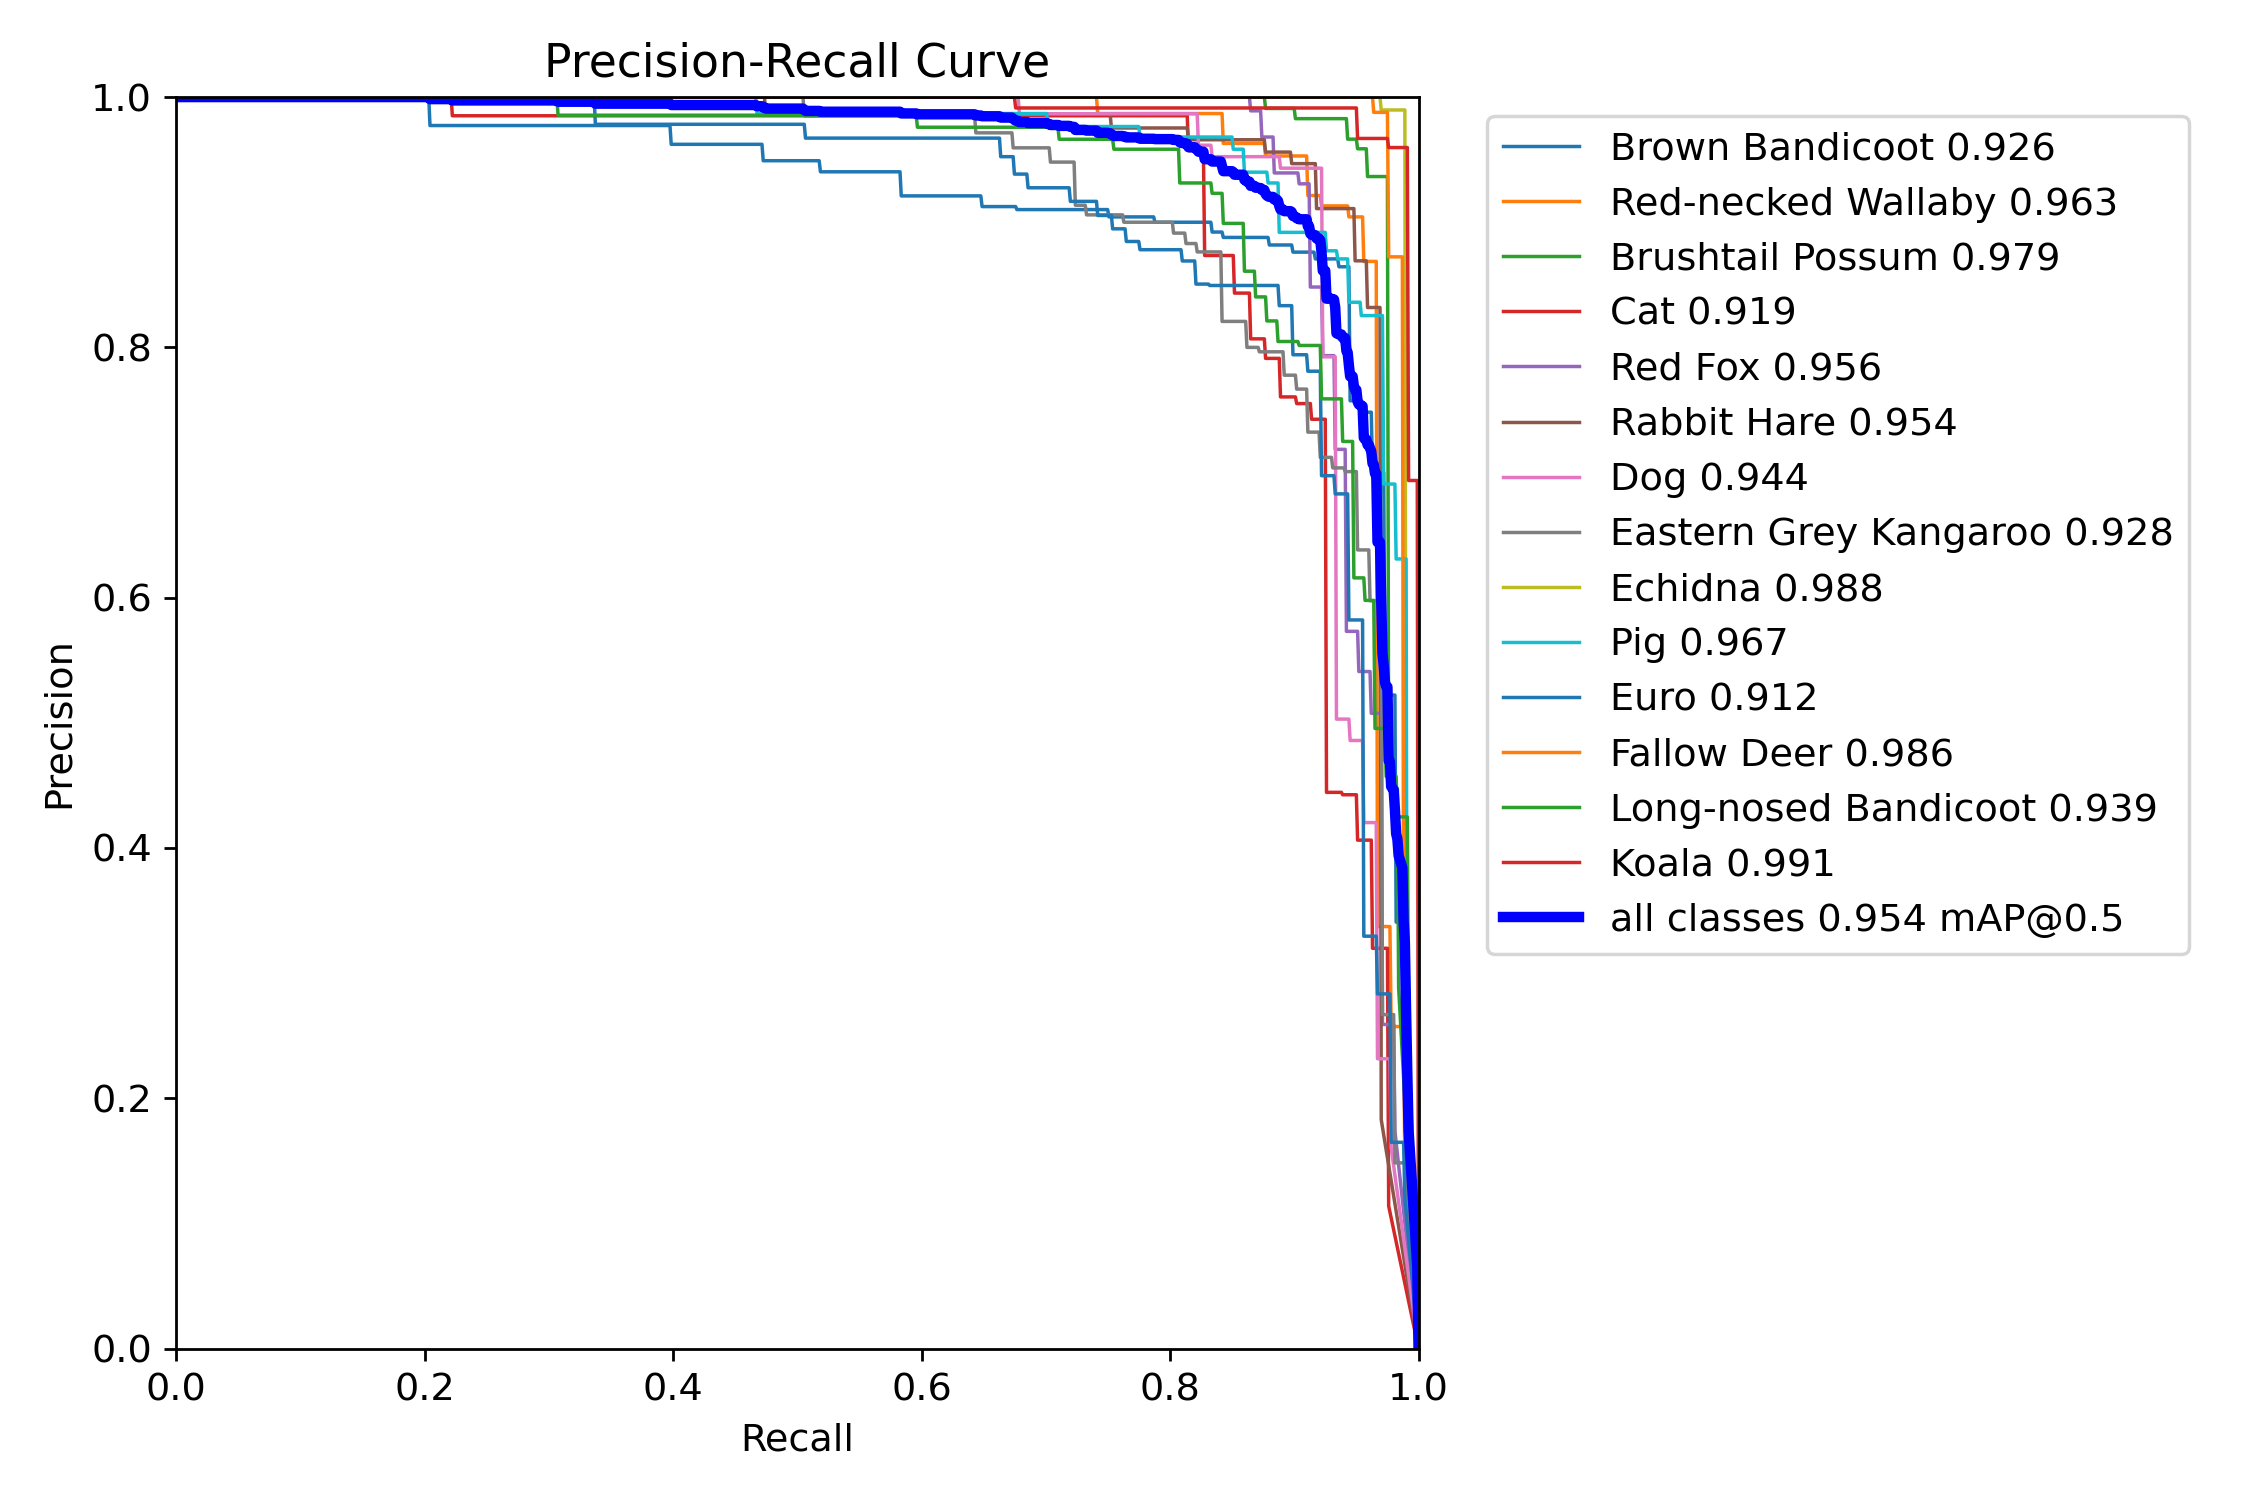 Precision-Recall Curve
1.0
0.8
0.6
0.4
0.2
0.0
Precision
0.0 0.2 0.4 0.6 0.8 1.0
Recall
Brown Bandicoot 0.926
Red-necked Wallaby 0.963
Brushtail Possum 0.979
Cat 0.919
Red Fox 0.956
Rabbit Hare 0.954
Dog 0.944
Eastern Grey Kangaroo 0.928
Echidna 0.988
Pig 0.967
Euro 0.912
Fallow Deer 0.986
Long-nosed Bandicoot 0.939
Koala 0.991
all classes 0.954 mAP@0.5